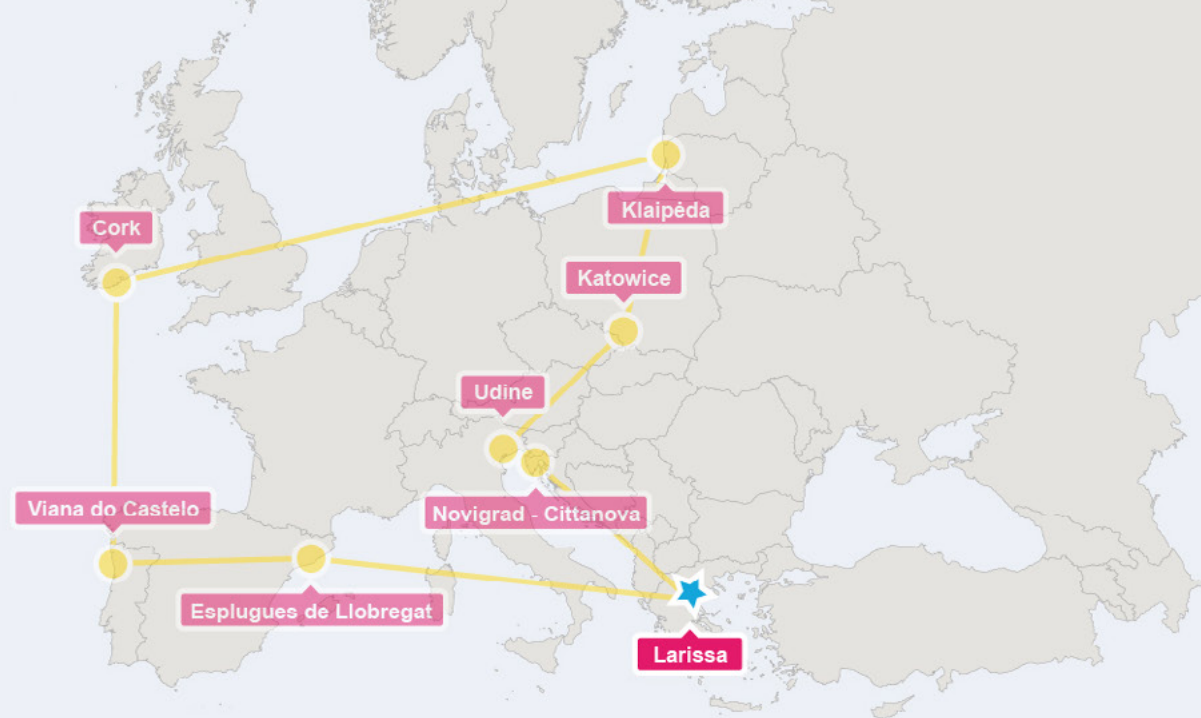 Klaipėda
Cork
Katowice
Udine
Viana do Castelo
Novigrad - Cittanova
Esplugues de Llobregat
Larissa